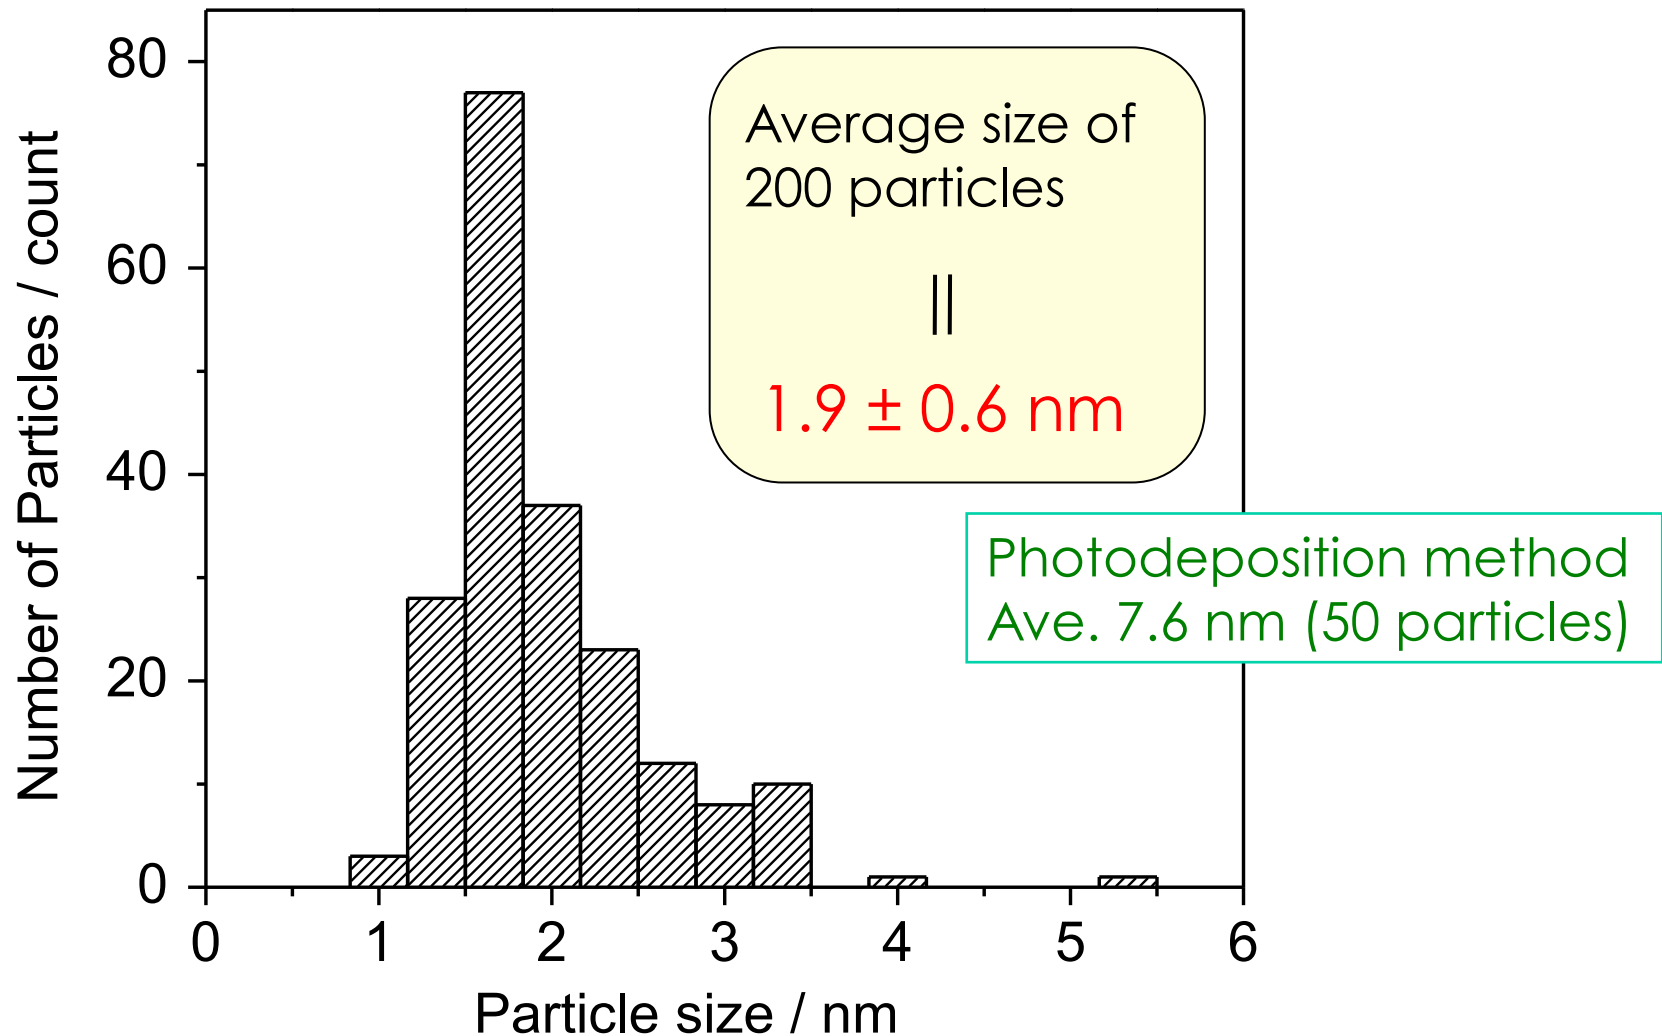 80
60
40
20
0
Number of Particles / count
Average size of
200 particles
||
1.9 ± 0.6 nm
Photodeposition method
Ave. 7.6 nm (50 particles)
0 1 2 3 4 5 6
Particle size / nm